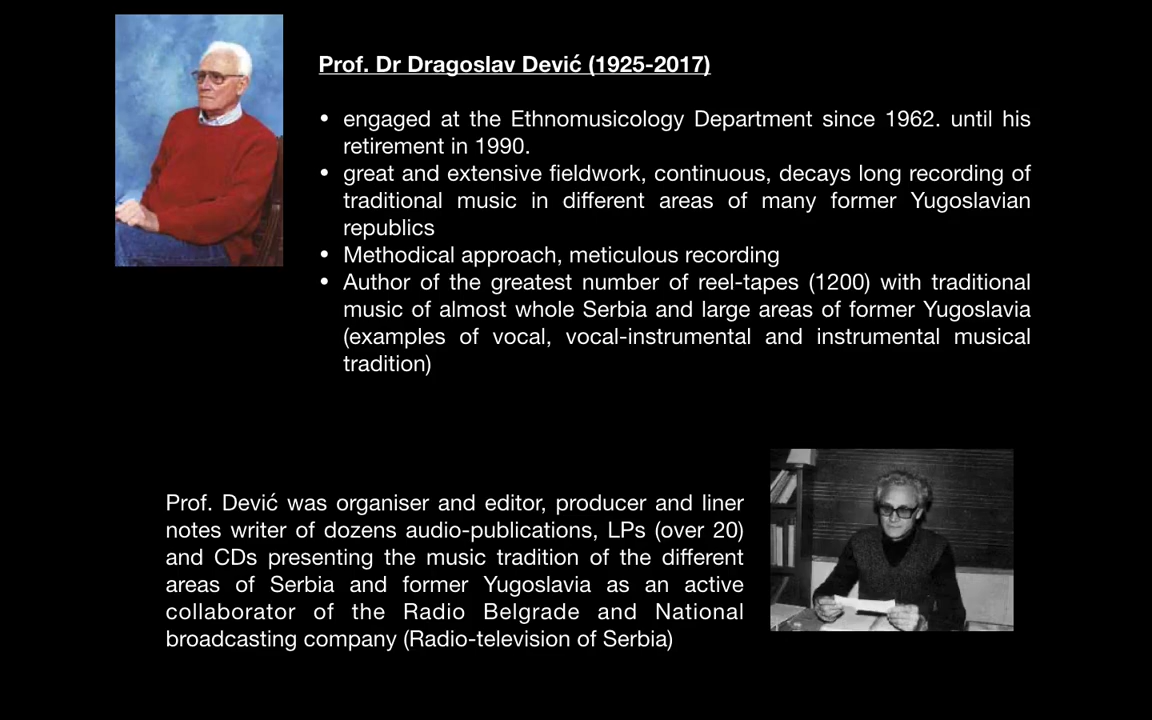 Prof. Dr Dragoslav Dević (1925-2017)
• engaged at the Ethnomusicology Department since 1962. until his
retirement in 1990.
• great and extensive fieldwork, continuous, decays long recording of
traditional music in different areas of many former Yugoslavian
republics
• Methodical approach, meticulous recording
• Author of the greatest number of reel-tapes (1200) with traditional
music of almost whole Serbia and large areas of former Yugoslavia
(examples of vocal, vocal-instrumental and instrumental musical
tradition)
Prof. Dević was organiser and editor, producer and liner
notes writer of dozens audio-publications, LPs (over 20)
and CDs presenting the music tradition of the different
areas of Serbia and former Yugoslavia as an active
collaborator of the Radio Belgrade and National
broadcasting company (Radio-television of Serbia)